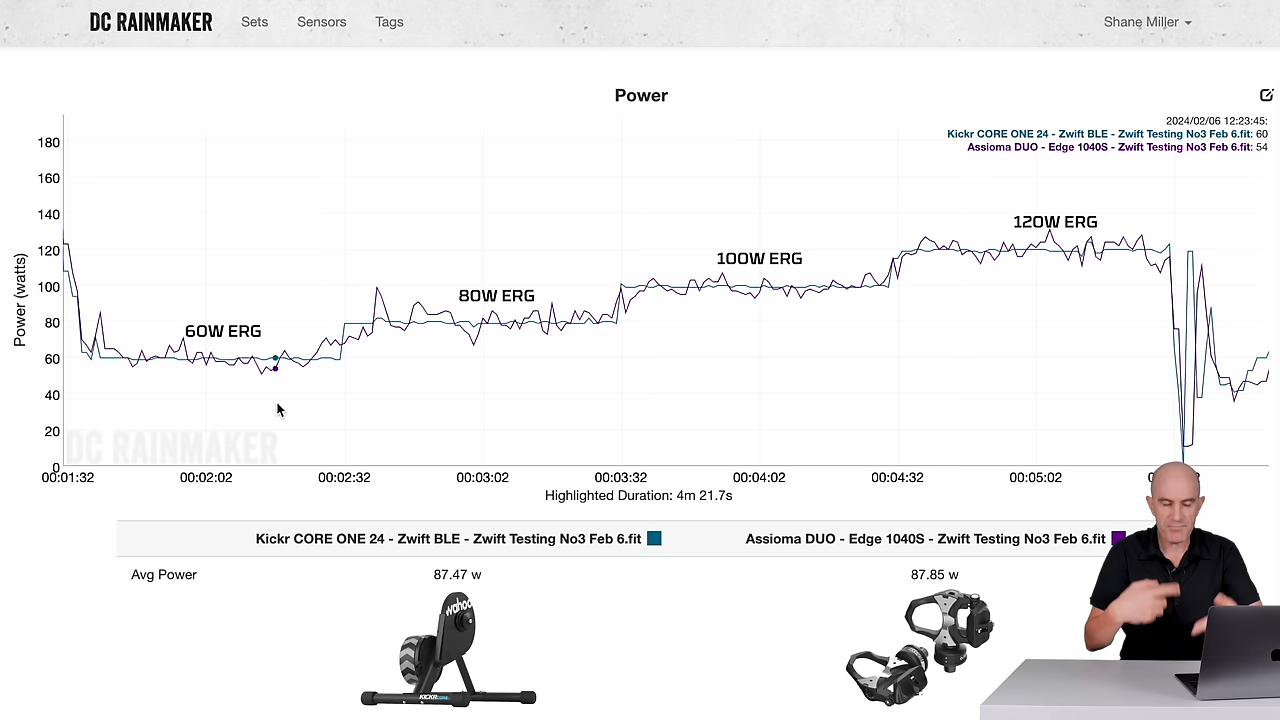 DC RAINMAKER Sets Sensors Tags Shane Miller
Power
2024/02/06 12:23:45:
Kickr CORE ONE 24 - Zwift BLE - Zwift Testing No3 Feb 6.fit: 60
Assioma DUO - Edge 1040S - Zwift Testing No3 Feb 6.fit: 54
Power (watts)
180
160
140
120
100
80
60
40
20
0
120W ERG
100W ERG
80W ERG
60W ERG
DC RAINMAKER
00:01:32 00:02:02 00:02:32 00:03:02 00:03:32 00:04:02 00:04:32 00:05:02
Highlighted Duration: 4m 21.7s
Kickr CORE ONE 24 - Zwift BLE - Zwift Testing No3 Feb 6.fit Assioma DUO - Edge 1040S - Zwift Testing No3 Feb 6.fit
Avg Power 87.47 w 87.85 w
wahoo
KICKR CORE